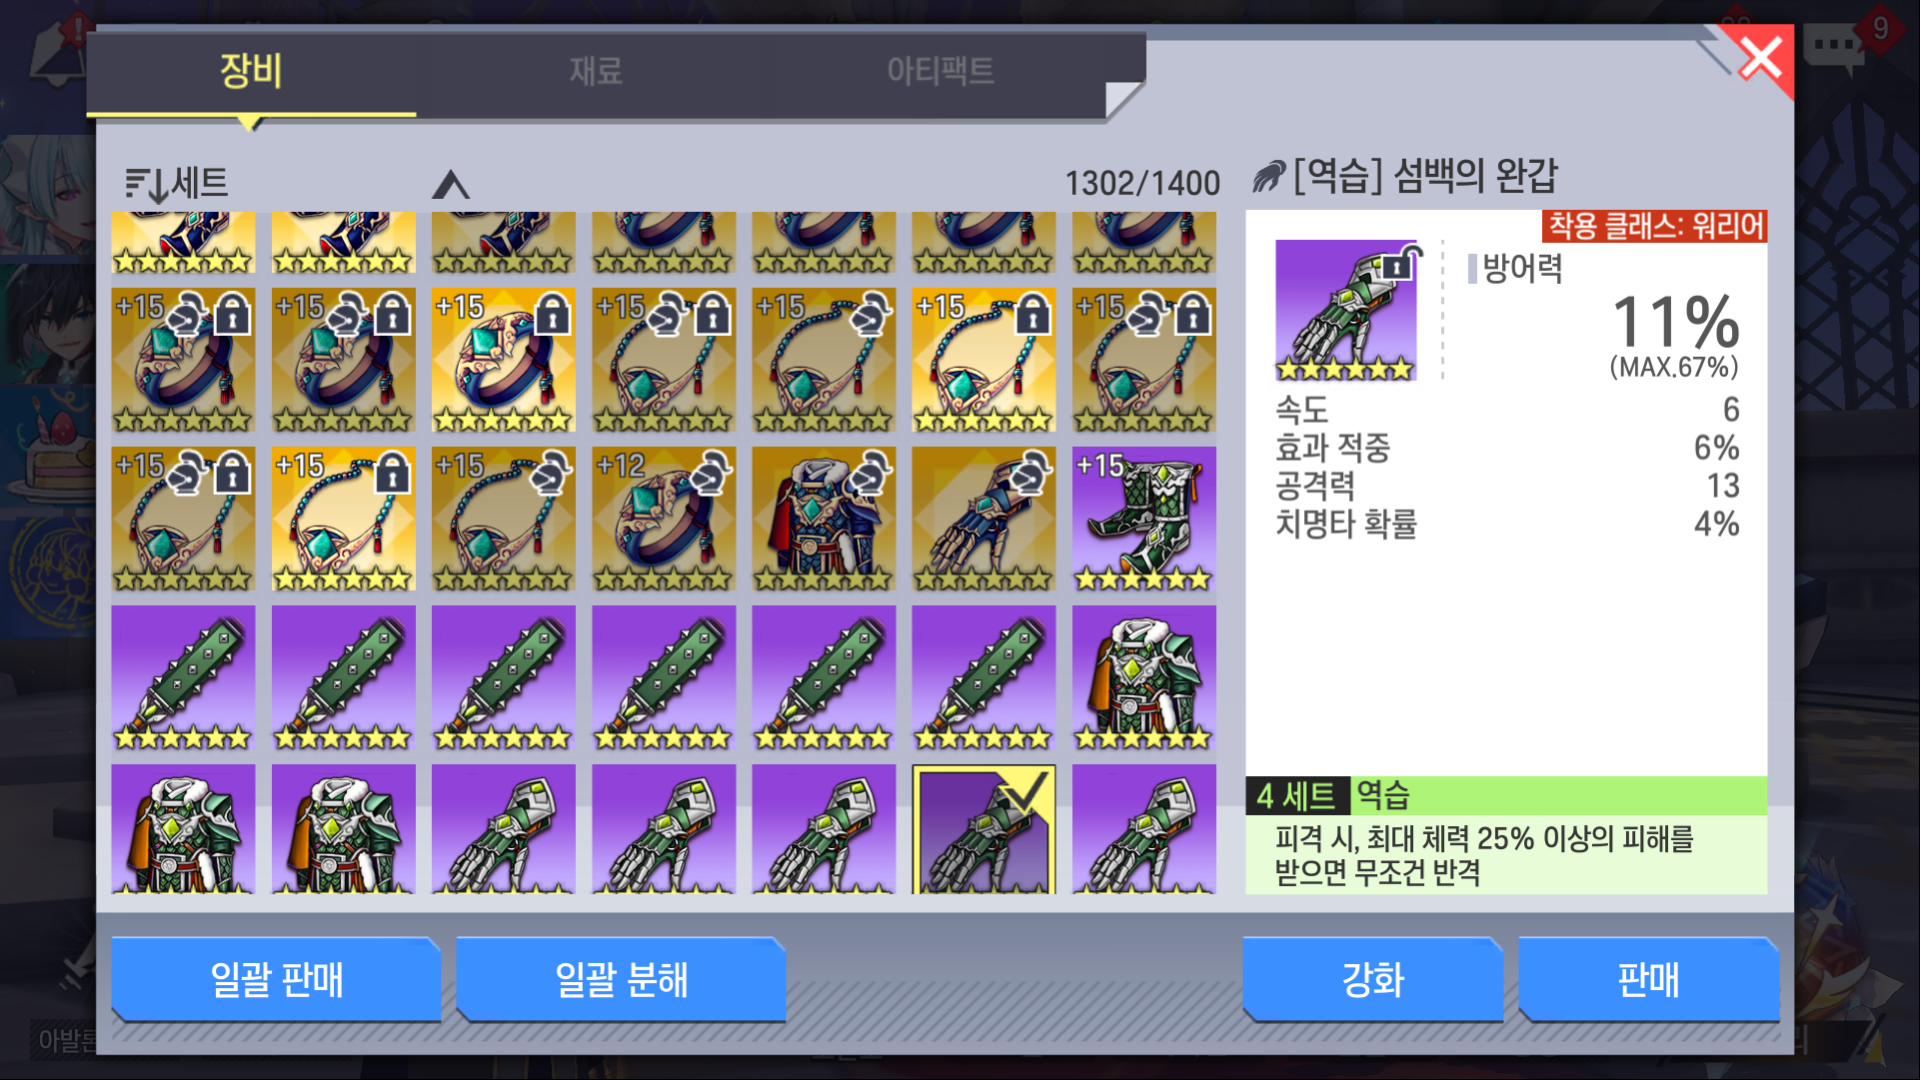 장비
재료
아티팩트
9
세트
1302/1400
[역습] 섬백의 완갑
착용 클래스: 워리어
방어력
11%
(MAX.67%)
속도 6
효과 적중 6%
공격력 13
치명타 확률 4%
+15 +15 +15 +15 +15 +15 +15
+15 +15 +15 +12 +15
4 세트 역습
피격 시, 최대 체력 25% 이상의 피해를
받으면 무조건 반격
일괄 판매
일괄 분해
강화
판매
아발론